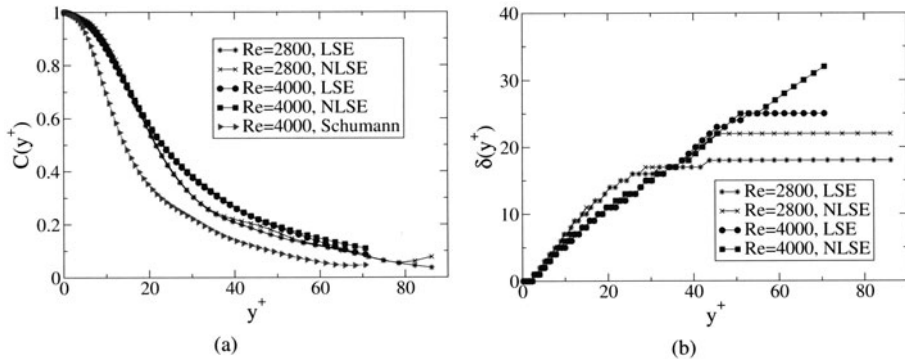 1
0.8
0.6
0.4
0.2
0
C(y⁺)
Re=2800, LSE
Re=2800, NLSE
Re=4000, LSE
Re=4000, NLSE
Re=4000, Schumann
0 20 40 60 80
y⁺
(a)
40
30
20
10
0
δ(y⁺)
Re=2800, LSE
Re=2800, NLSE
Re=4000, LSE
Re=4000, NLSE
0 20 40 60 80
y⁺
(b)